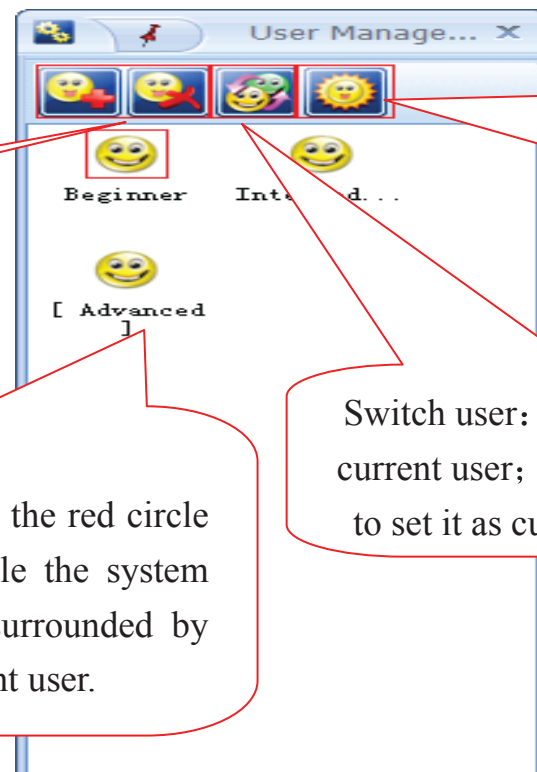 User Manage...
Beginner
[ Advanced
]
Switch user：
current user；
to set it as cu
the red circle
le the system
urrounded by
nt user.